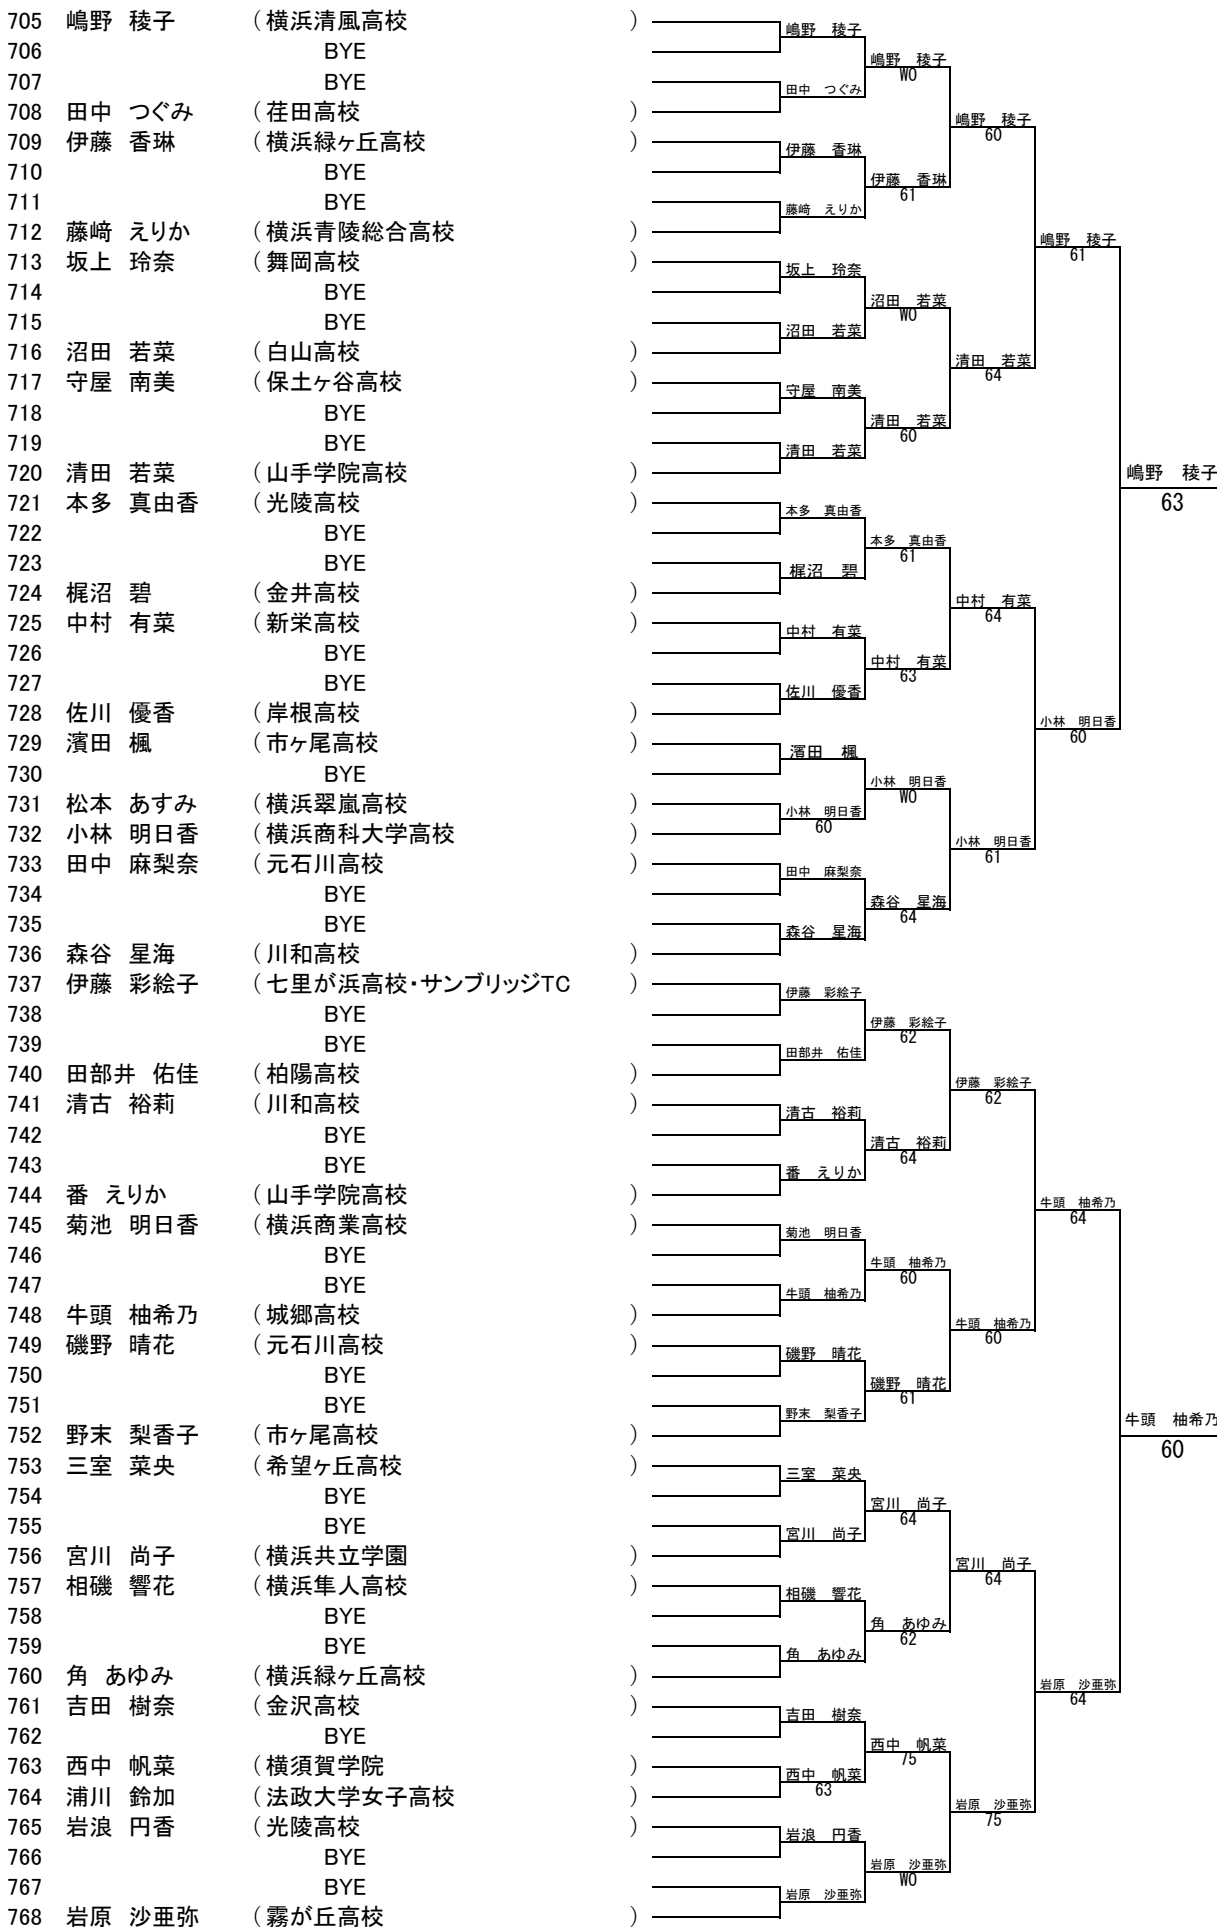 705 嶋野 稜子 （ 横浜清風高校 ）
706 BYE
707 BYE
708 田中 つぐみ （ 荏田高校 ）
709 伊藤 香琳 （ 横浜緑ヶ丘高校 ）
710 BYE
711 BYE
712 藤﨑 えりか （ 横浜青陵総合高校 ）
713 坂上 玲奈 （ 舞岡高校 ）
714 BYE
715 BYE
716 沼田 若菜 （ 白山高校 ）
717 守屋 南美 （ 保土ヶ谷高校 ）
718 BYE
719 BYE
720 清田 若菜 （ 山手学院高校 ）
721 本多 真由香 （ 光陵高校 ）
722 BYE
723 BYE
724 梶沼 碧 （ 金井高校 ）
725 中村 有菜 （ 新栄高校 ）
726 BYE
727 BYE
728 佐川 優香 （ 岸根高校 ）
729 濱田 楓 （ 市ヶ尾高校 ）
730 BYE
731 松本 あすみ （ 横浜翠嵐高校 ）
732 小林 明日香 （ 横浜商科大学高校 ）
733 田中 麻梨奈 （ 元石川高校 ）
734 BYE
735 BYE
736 森谷 星海 （ 川和高校 ）
737 伊藤 彩絵子 （ 七里が浜高校・サンブリッジTC ）
738 BYE
739 BYE
740 田部井 佑佳 （ 柏陽高校 ）
741 清古 裕莉 （ 川和高校 ）
742 BYE
743 BYE
744 番 えりか （ 山手学院高校 ）
745 菊池 明日香 （ 横浜商業高校 ）
746 BYE
747 BYE
748 牛頭 柚希乃 （ 城郷高校 ）
749 磯野 晴花 （ 元石川高校 ）
750 BYE
751 BYE
752 野末 梨香子 （ 市ヶ尾高校 ）
753 三室 菜央 （ 希望ヶ丘高校 ）
754 BYE
755 BYE
756 宮川 尚子 （ 横浜共立学園 ）
757 相磯 響花 （ 横浜隼人高校 ）
758 BYE
759 BYE
760 角 あゆみ （ 横浜緑ヶ丘高校 ）
761 吉田 樹奈 （ 金沢高校 ）
762 BYE
763 西中 帆菜 （ 横須賀学院 ）
764 浦川 鈴加 （ 法政大学女子高校 ）
765 岩浪 円香 （ 光陵高校 ）
766 BYE
767 BYE
768 岩原 沙亜弥 （ 霧が丘高校 ）
嶋野 稜子
田中 つぐみ
伊藤 香琳
藤﨑 えりか
坂上 玲奈
沼田 若菜
守屋 南美
清田 若菜
本多 真由香
梶沼 碧
中村 有菜
佐川 優香
濱田 楓
小林 明日香
60
田中 麻梨奈
森谷 星海
伊藤 彩絵子
田部井 佑佳
清古 裕莉
番 えりか
菊池 明日香
牛頭 柚希乃
磯野 晴花
野末 梨香子
三室 菜央
宮川 尚子
相磯 響花
角 あゆみ
吉田 樹奈
西中 帆菜
63
岩浪 円香
岩原 沙亜弥
嶋野 稜子
WO
伊藤 香琳
61
沼田 若菜
WO
清田 若菜
60
本多 真由香
61
中村 有菜
63
小林 明日香
WO
森谷 星海
64
伊藤 彩絵子
62
清古 裕莉
64
牛頭 柚希乃
60
磯野 晴花
61
宮川 尚子
64
角 あゆみ
62
西中 帆菜
75
岩原 沙亜弥
WO
嶋野 稜子
60
清田 若菜
64
中村 有菜
64
小林 明日香
61
伊藤 彩絵子
62
牛頭 柚希乃
60
宮川 尚子
64
岩原 沙亜弥
75
嶋野 稜子
61
小林 明日香
60
牛頭 柚希乃
64
岩原 沙亜弥
64
嶋野 稜子
63
牛頭 柚希乃
60